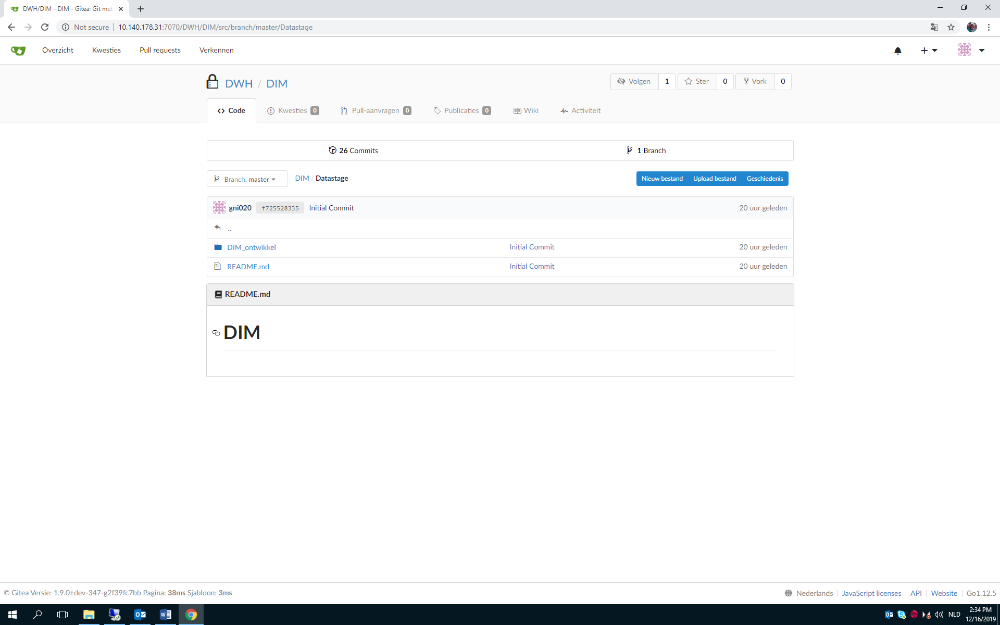 DWH/DIM - DIM - Gitea: Git met
Not secure 10.140.178.31:7070/DWH/DIM/src/branch/master/Datastage
Overzicht Kwesties Pull requests Verkennen
DWH / DIM Volgen 1 Ster 0 Vork 0
Code Kwesties 0 Pull-aanvragen 0 Publicaties 0 Wiki Activiteit
26 Commits 1 Branch
Branch: master DIM / Datastage Nieuw bestand Upload bestand Geschiedenis
gni020 f725528335 Initial Commit 20 uur geleden
..
DIM_ontwikkel Initial Commit 20 uur geleden
README.md Initial Commit 20 uur geleden
README.md
DIM
© Gitea Versie: 1.9.0+dev-347-g2f39fc7bb Pagina: 38ms Sjabloon: 3ms Nederlands JavaScript licenses API Website Go1.12.5
NLD 2:34 PM
12/16/2019